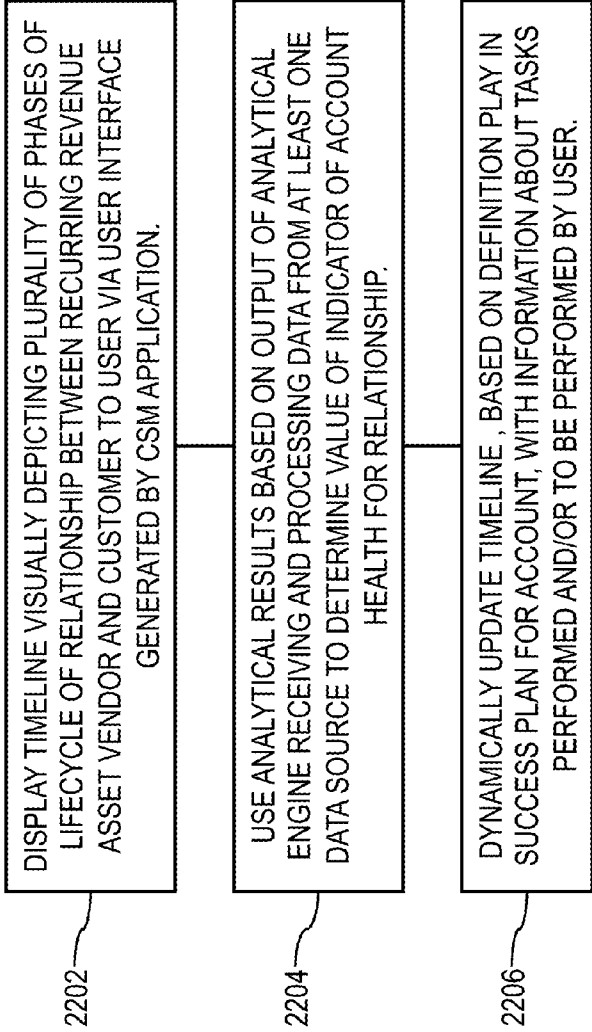 2202
DISPLAY TIMELINE VISUALLY DEPICTING PLURALITY OF PHASES OF
LIFECYCLE OF RELATIONSHIP BETWEEN RECURRING REVENUE
ASSET VENDOR AND CUSTOMER TO USER VIA USER INTERFACE
GENERATED BY CSM APPLICATION.
2204
USE ANALYTICAL RESULTS BASED ON OUTPUT OF ANALYTICAL
ENGINE RECEIVING AND PROCESSING DATA FROM AT LEAST ONE
DATA SOURCE TO DETERMINE VALUE OF INDICATOR OF ACCOUNT
HEALTH FOR RELATIONSHIP.
2206
DYNAMICALLY UPDATE TIMELINE , BASED ON DEFINITION PLAY IN
SUCCESS PLAN FOR ACCOUNT, WITH INFORMATION ABOUT TASKS
PERFORMED AND/OR TO BE PERFORMED BY USER.